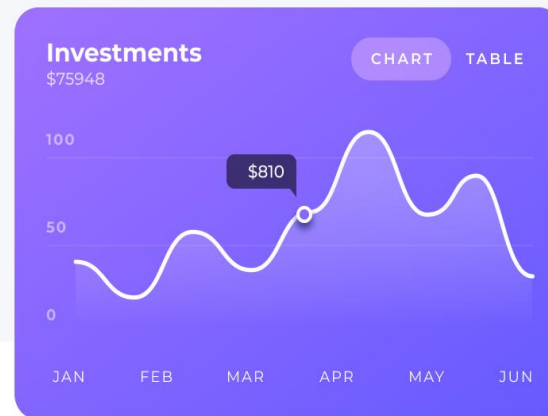 Investments
$75948
CHART TABLE
100
$810
50
0
JAN FEB MAR APR MAY JUN